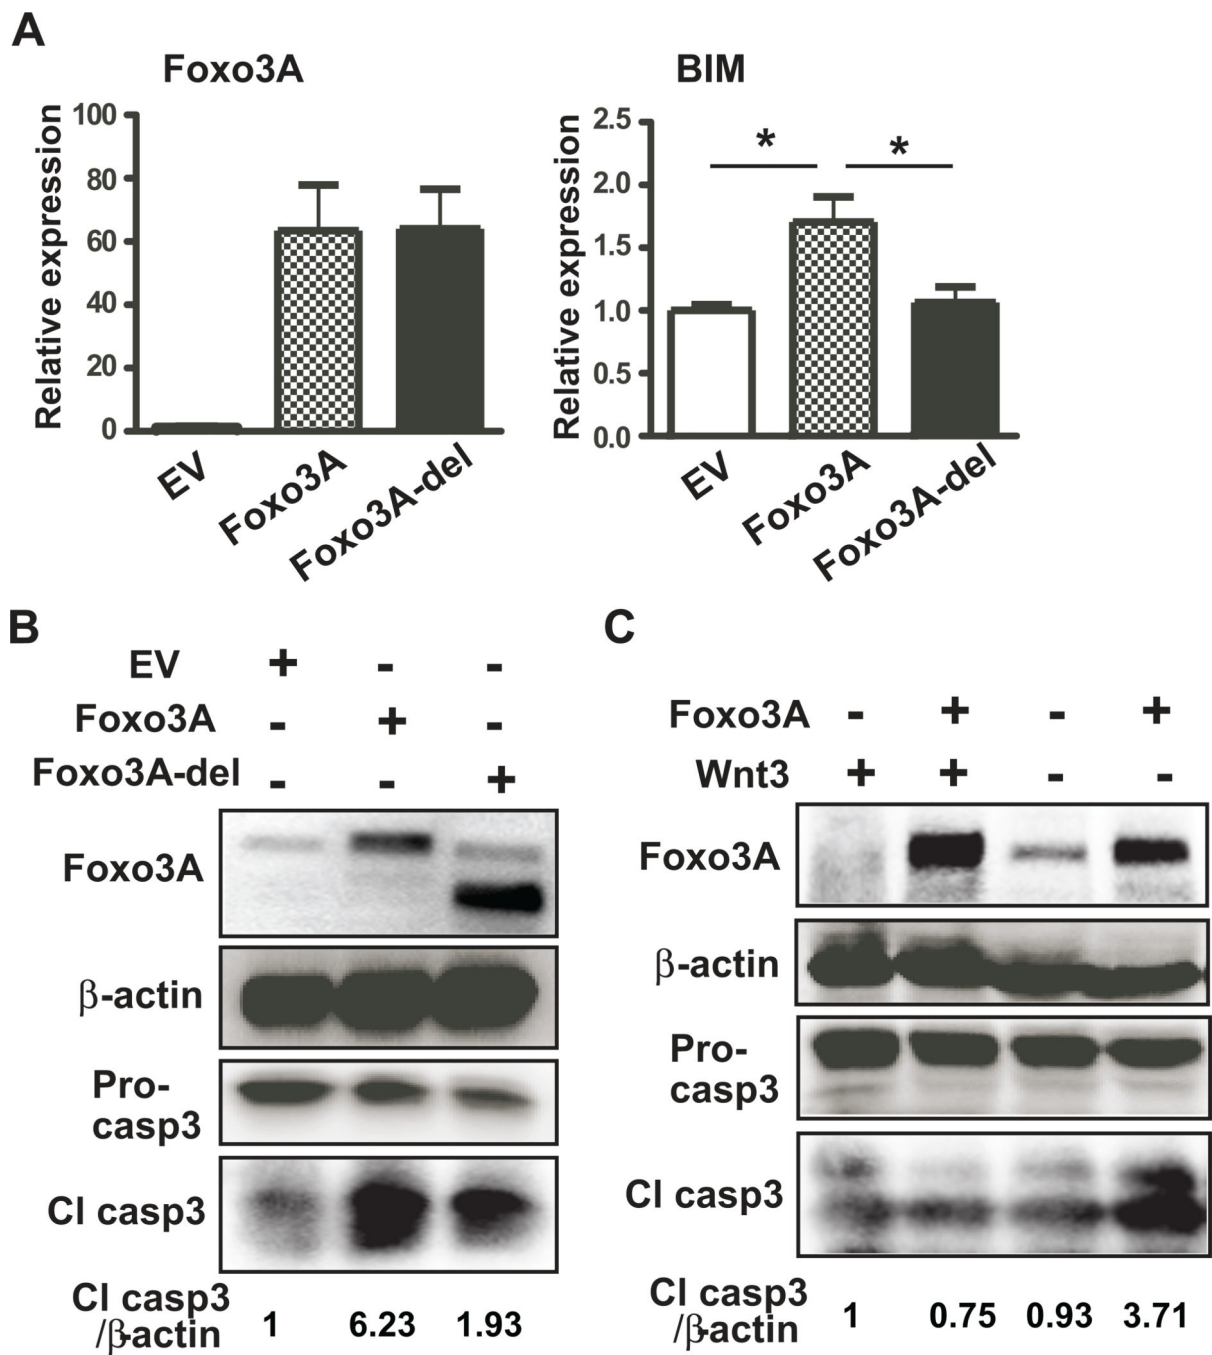 A
Foxo3A
BIM
Relative expression
100
80
60
40
20
0
EV
Foxo3A
Foxo3A-del
Relative expression
2.5
2.0
1.5
1.0
0.5
0.0
* *
EV
Foxo3A
Foxo3A-del
B
EV + - -
Foxo3A - + -
Foxo3A-del - - +
Foxo3A
β-actin
Pro-
casp3
Cl casp3
Cl casp3
/β-actin 1 6.23 1.93
C
Foxo3A - + - +
Wnt3 + + - -
Foxo3A
β-actin
Pro-
casp3
Cl casp3
Cl casp3
/β-actin 1 0.75 0.93 3.71